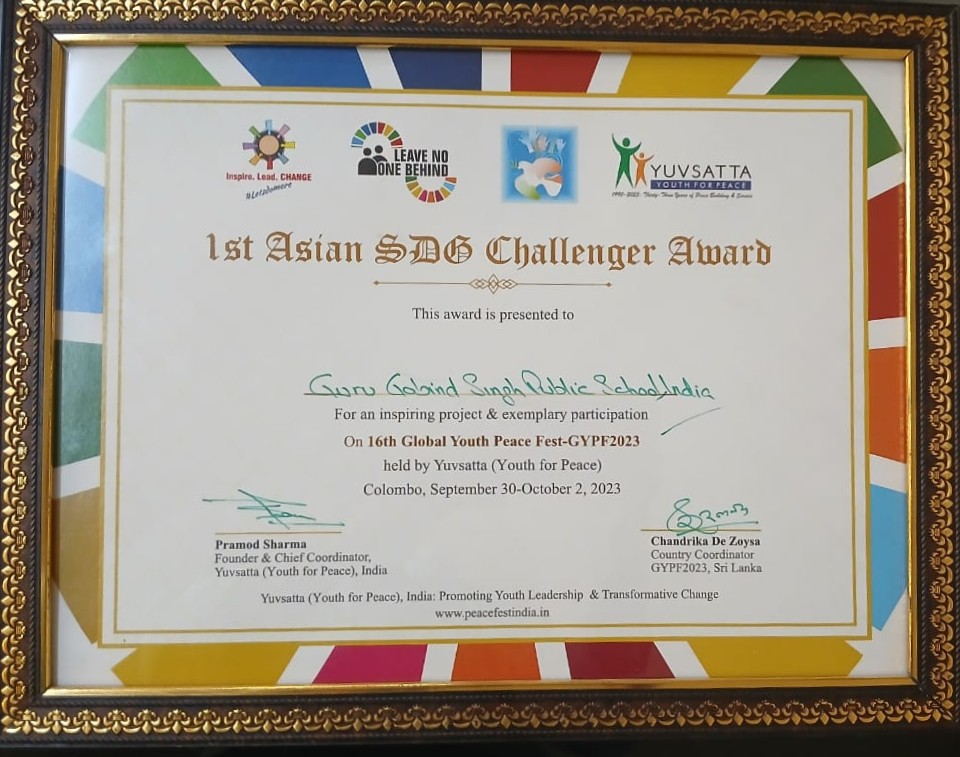 Inspire. Lead. CHANGE
#Letsdomore
LEAVE NO
ONE BEHIND
YUVSATTA
YOUTH FOR PEACE
1990-2023: Thirty-Three Years of Peace Building & Service
1st Asian SDG Challenger Award
This award is presented to
Guru Gobind Singh Public School, India
For an inspiring project & exemplary participation
On 16th Global Youth Peace Fest-GYPF2023
held by Yuvsatta (Youth for Peace)
Colombo, September 30-October 2, 2023
Pramod Sharma
Founder & Chief Coordinator,
Yuvsatta (Youth for Peace), India
Chandrika De Zoysa
Country Coordinator
GYPF2023, Sri Lanka
Yuvsatta (Youth for Peace), India: Promoting Youth Leadership & Transformative Change
www.peacefestindia.in